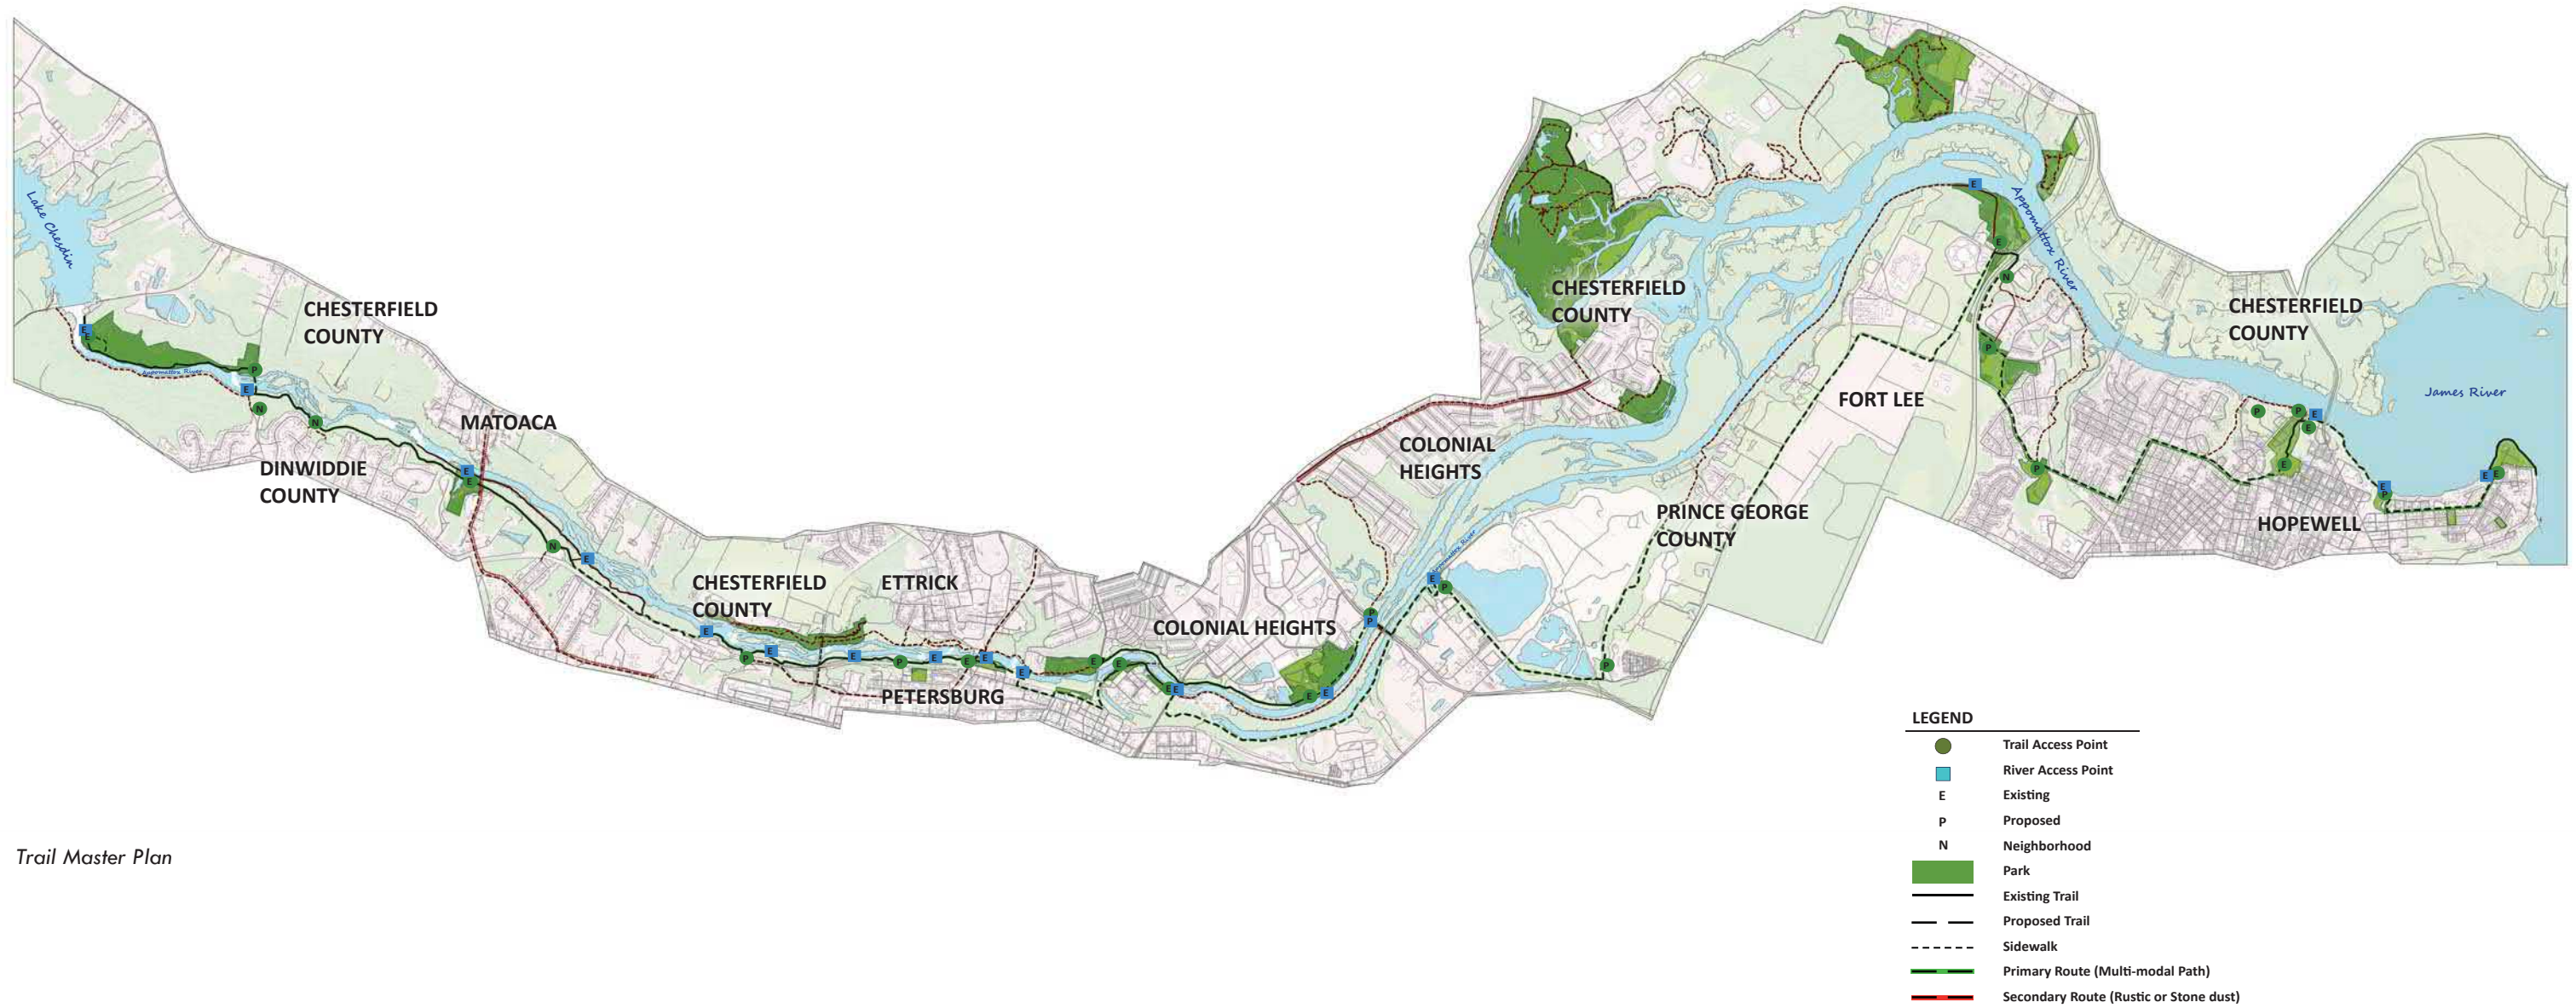 Lake Chesdin
CHESTERFIELD
COUNTY
Appomattox River
MATOACA
DINWIDDIE
COUNTY
CHESTERFIELD
COUNTY
ETTRICK
PETERSBURG
COLONIAL HEIGHTS
COLONIAL
HEIGHTS
CHESTERFIELD
COUNTY
Appomattox River
PRINCE GEORGE
COUNTY
FORT LEE
Appomattox River
CHESTERFIELD
COUNTY
James River
HOPEWELL
E
E
P
E
N
N
E
E
N
E
E
P
E
E
P
E
E
E
E
E
E
E
E
E
E
P
P
E
P
P
E
E
N
P
P
P
P
E
E
E
E
P
E
E
Trail Master Plan
LEGEND
Trail Access Point
River Access Point
E Existing
P Proposed
N Neighborhood
Park
Existing Trail
Proposed Trail
Sidewalk
Primary Route (Multi-modal Path)
Secondary Route (Rustic or Stone dust)